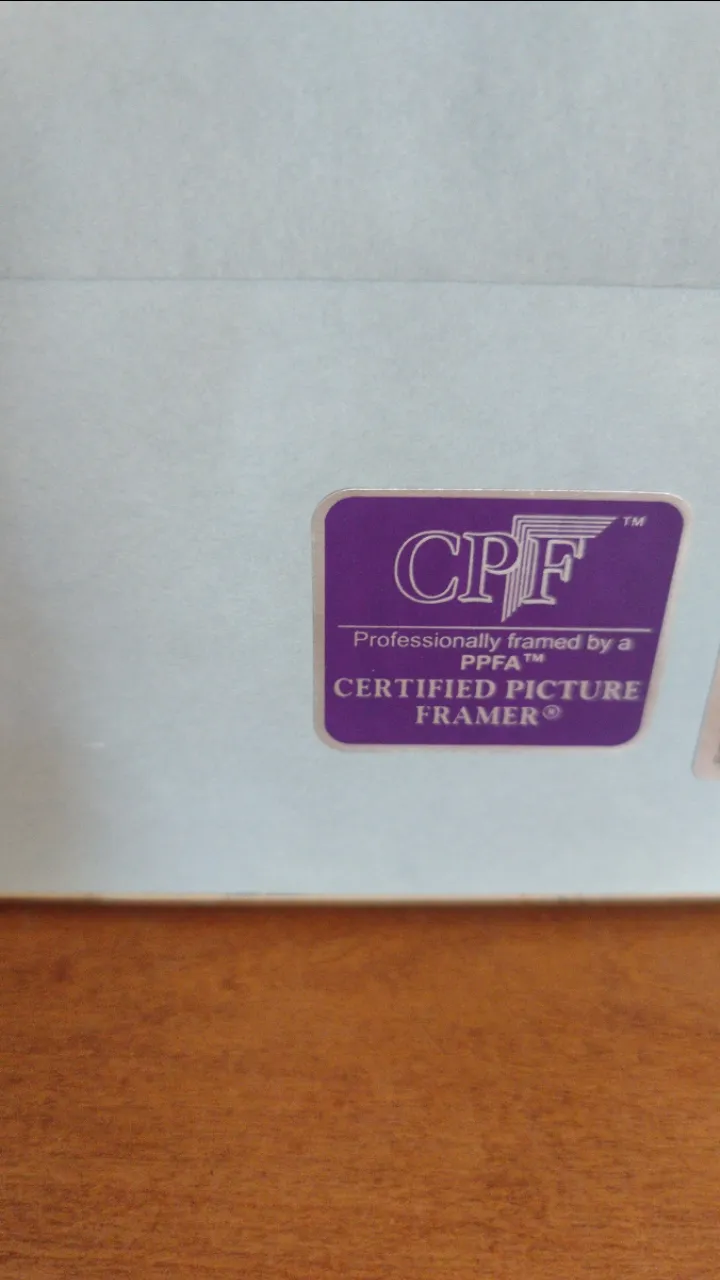 CPF™
Professionally framed by a
PPFA™
CERTIFIED PICTURE
FRAMER®